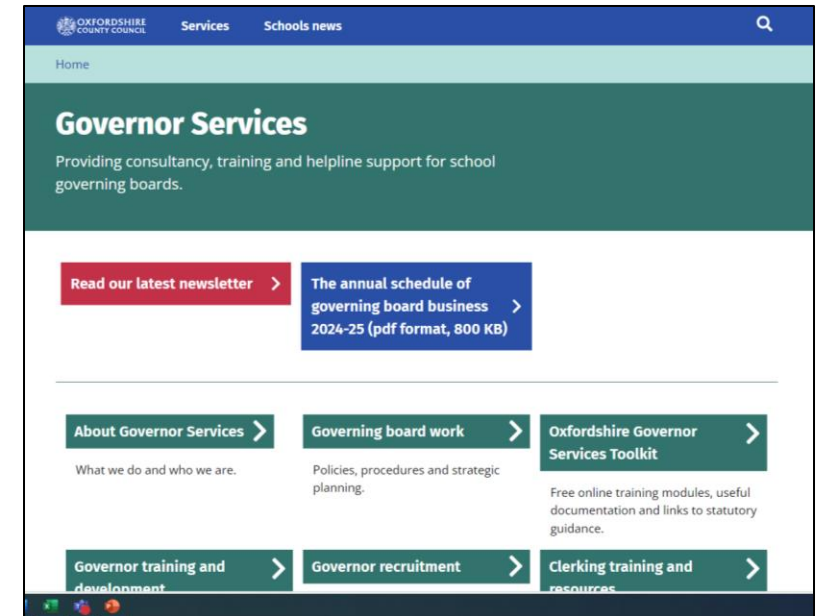 OXFORDSHIRE
COUNTY COUNCIL
Services
Schools news
Home
Governor Services
Providing consultancy, training and helpline support for school
governing boards.
Read our latest newsletter
The annual schedule of
governing board business
2024-25 (pdf format, 800 KB)
About Governor Services
What we do and who we are.
Governing board work
Policies, procedures and strategic
planning.
Oxfordshire Governor
Services Toolkit
Free online training modules, useful
documentation and links to statutory
guidance.
Governor training and
development
Governor recruitment
Clerking training and
resources